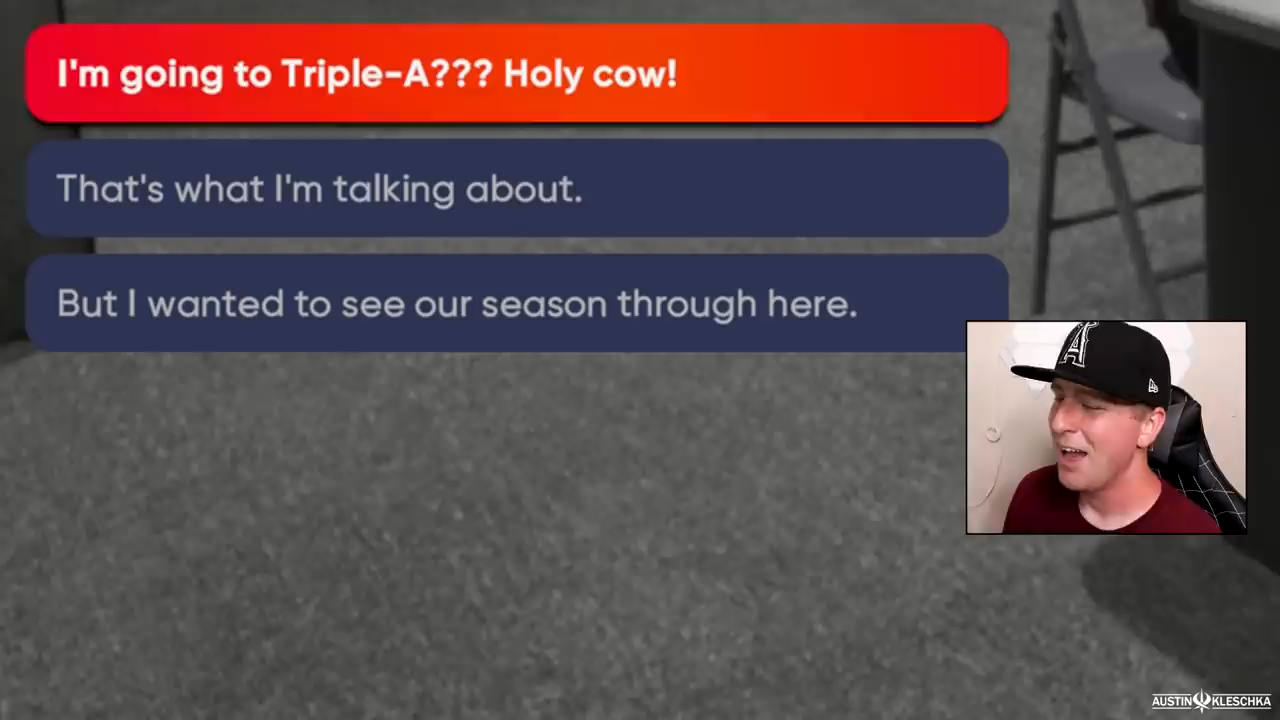 I'm going to Triple-A??? Holy cow!
That's what I'm talking about.
But I wanted to see our season through here.
A
AUSTIN KLESCHKA